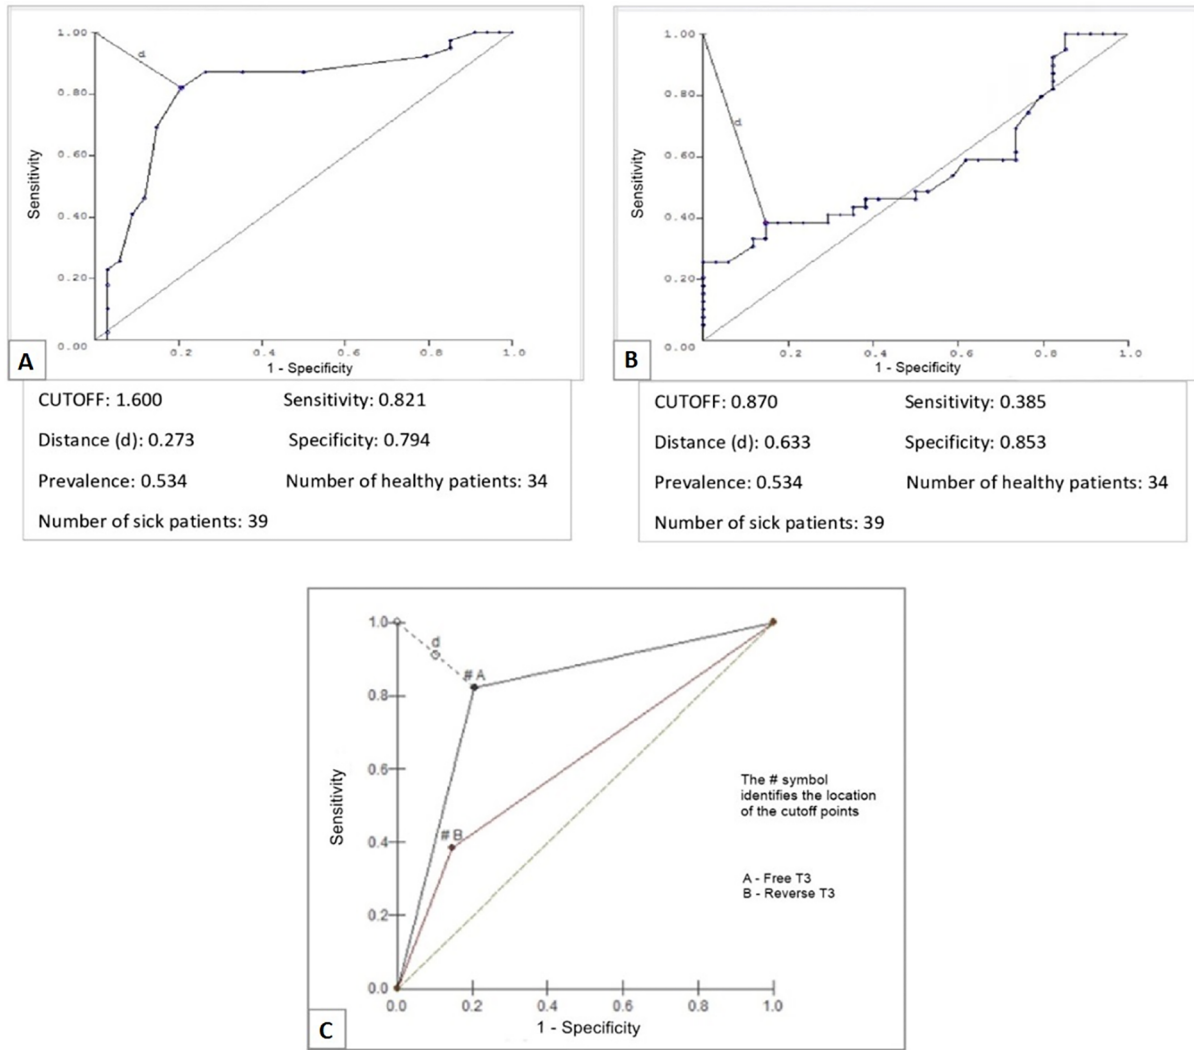 1.00
0.80
0.60
0.40
0.20
0.00
0.2
0.4
0.6
0.8
1.0
d
Sensitivity
1 - Specificity
A
CUTOFF: 1.600 Sensitivity: 0.821
Distance (d): 0.273 Specificity: 0.794
Prevalence: 0.534 Number of healthy patients: 34
Number of sick patients: 39
1.00
0.80
0.60
0.40
0.20
0.00
0.2
0.4
0.6
0.8
1.0
d
Sensitivity
1 - Specificity
B
CUTOFF: 0.870 Sensitivity: 0.385
Distance (d): 0.633 Specificity: 0.853
Prevalence: 0.534 Number of healthy patients: 34
Number of sick patients: 39
1.0
0.8
0.6
0.4
0.2
0.0
0.0
0.2
0.4
0.6
0.8
1.0
d
# A
# B
Sensitivity
1 - Specificity
The # symbol
identifies the location
of the cutoff points
A - Free T3
B - Reverse T3
C